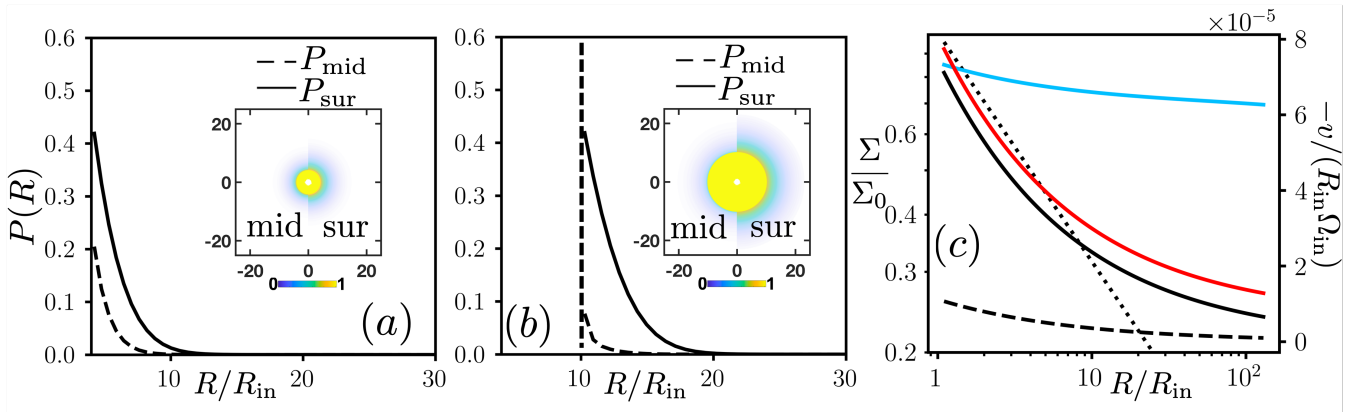 P(R)
0.6
0.5
0.4
0.3
0.2
0.1
0.0
P_mid
P_sur
20
0
-20
mid sur
-20 0 20
0 1
(a)
10 30
R/R_in
0.6
0.5
0.4
0.3
0.2
0.1
0.0
P_mid
P_sur
20
0
-20
mid sur
-20 0 20
0 1
(b)
10 20 30
R/R_in
×10^−5
Σ/Σ_0
0.6
0.4
0.3
0.2
(c)
8
6
4
2
0
−v/(R_inΩ_in)
1 10 10^2
R/R_in